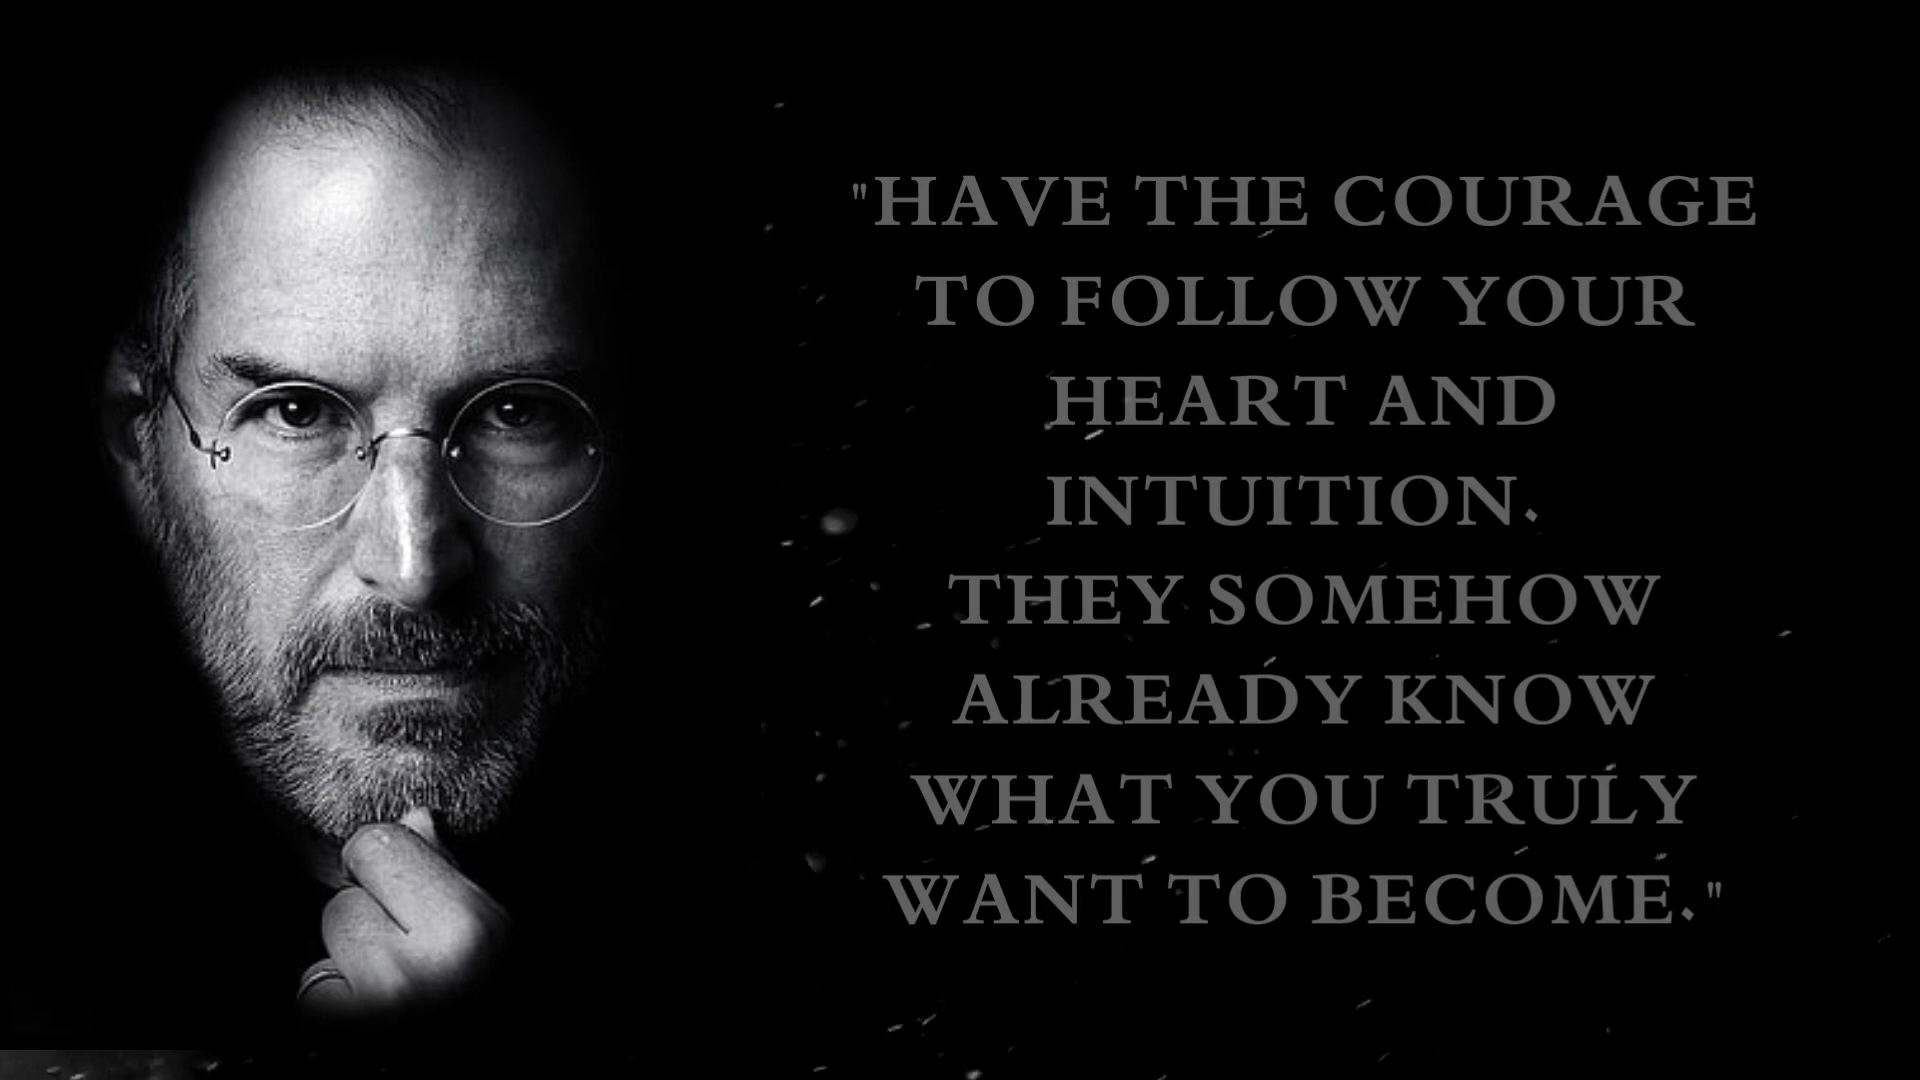 "HAVE THE COURAGE
TO FOLLOW YOUR
HEART AND
INTUITION.
THEY SOMEHOW
ALREADY KNOW
WHAT YOU TRULY
WANT TO BECOME."